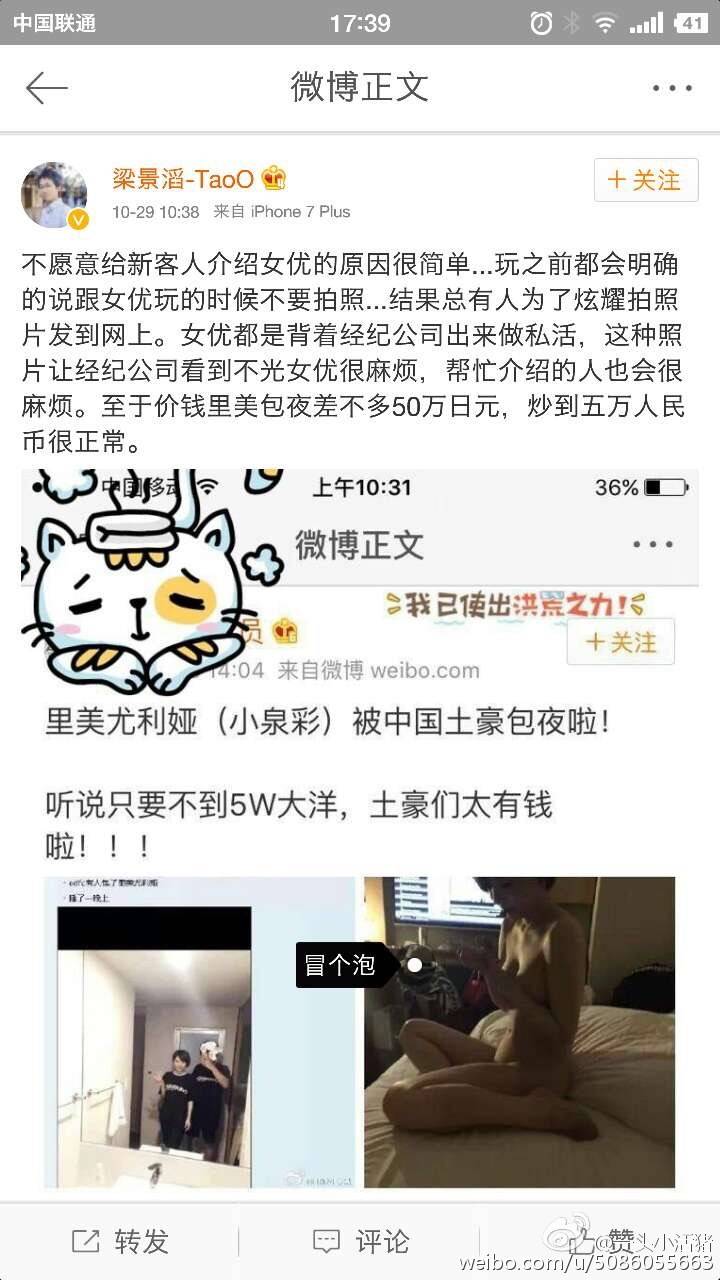 中国联通 17:39 41
微博正文
梁景滔-TaoO
+关注
10-29 10:38 来自 iPhone 7 Plus
不愿意给新客人介绍女优的原因很简单...玩之前都会明确
的说跟女优玩的时候不要拍照...结果总有人为了炫耀拍照
片发到网上。女优都是背着经纪公司出来做私活，这种照
片让经纪公司看到不光女优很麻烦，帮忙介绍的人也会很
麻烦。至于价钱里美包夜差不多50万日元，炒到五万人民
币很正常。
中国移动 上午10:31 36%
微博正文
我已使出洪荒之力!
员
+关注
14:04 来自微博 weibo.com
里美尤利娅（小泉彩）被中国土豪包夜啦！
听说只要不到5W大洋，土豪们太有钱
啦！！！
睡了一晚上
冒个泡
转发 评论 赞
weibo.com/u/5086055663